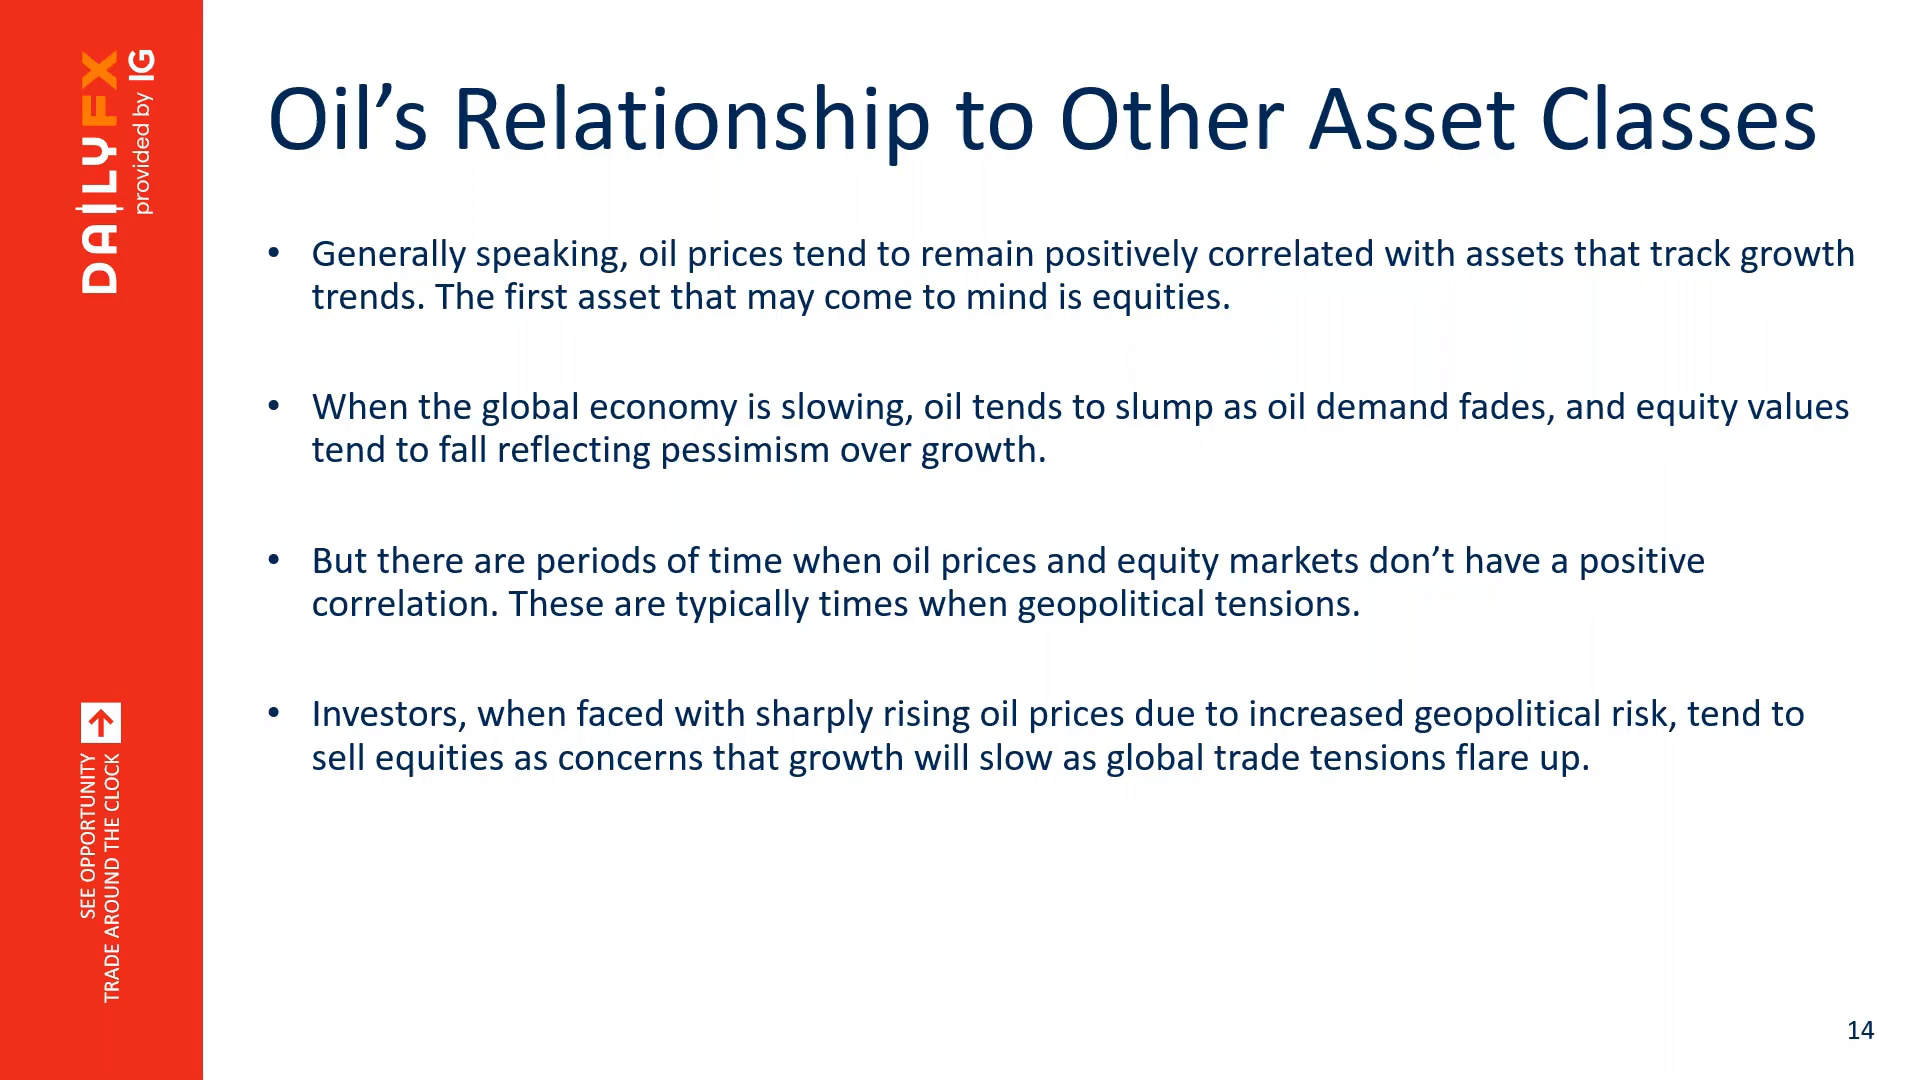 DAILYFX
provided by IG
SEE OPPORTUNITY
TRADE AROUND THE CLOCK
Oil’s Relationship to Other Asset Classes
• Generally speaking, oil prices tend to remain positively correlated with assets that track growth
trends. The first asset that may come to mind is equities.
• When the global economy is slowing, oil tends to slump as oil demand fades, and equity values
tend to fall reflecting pessimism over growth.
• But there are periods of time when oil prices and equity markets don’t have a positive
correlation. These are typically times when geopolitical tensions.
• Investors, when faced with sharply rising oil prices due to increased geopolitical risk, tend to
sell equities as concerns that growth will slow as global trade tensions flare up.
14